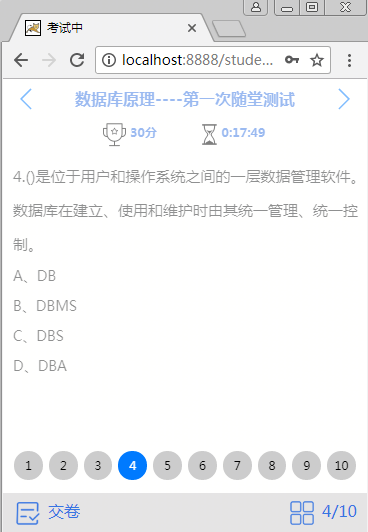 考试中
localhost:8888/stude...
数据库原理----第一次随堂测试
30分 0:17:49
4.()是位于用户和操作系统之间的一层数据管理软件。
数据库在建立、使用和维护时由其统一管理、统一控
制。
A、DB
B、DBMS
C、DBS
D、DBA
1 2 3 4 5 6 7 8 9 10
交卷 4/10